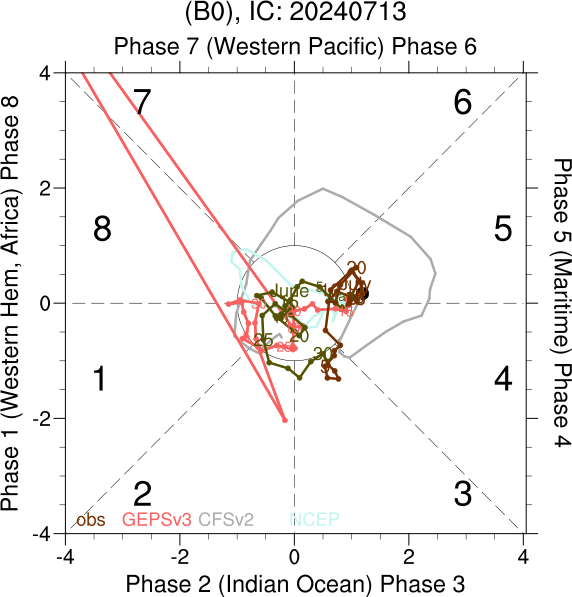 (B0), IC: 20240713
Phase 7 (Western Pacific) Phase 6
4
2
0
-2
-4
-4
-2
0
2
4
7
6
8
5
1
4
2
3
June
July
20
25
20
30
obs
GEPSv3
CFSv2
NCEP
Phase 1 (Western Hem, Africa) Phase 8
Phase 5 (Maritime) Phase 4
Phase 2 (Indian Ocean) Phase 3